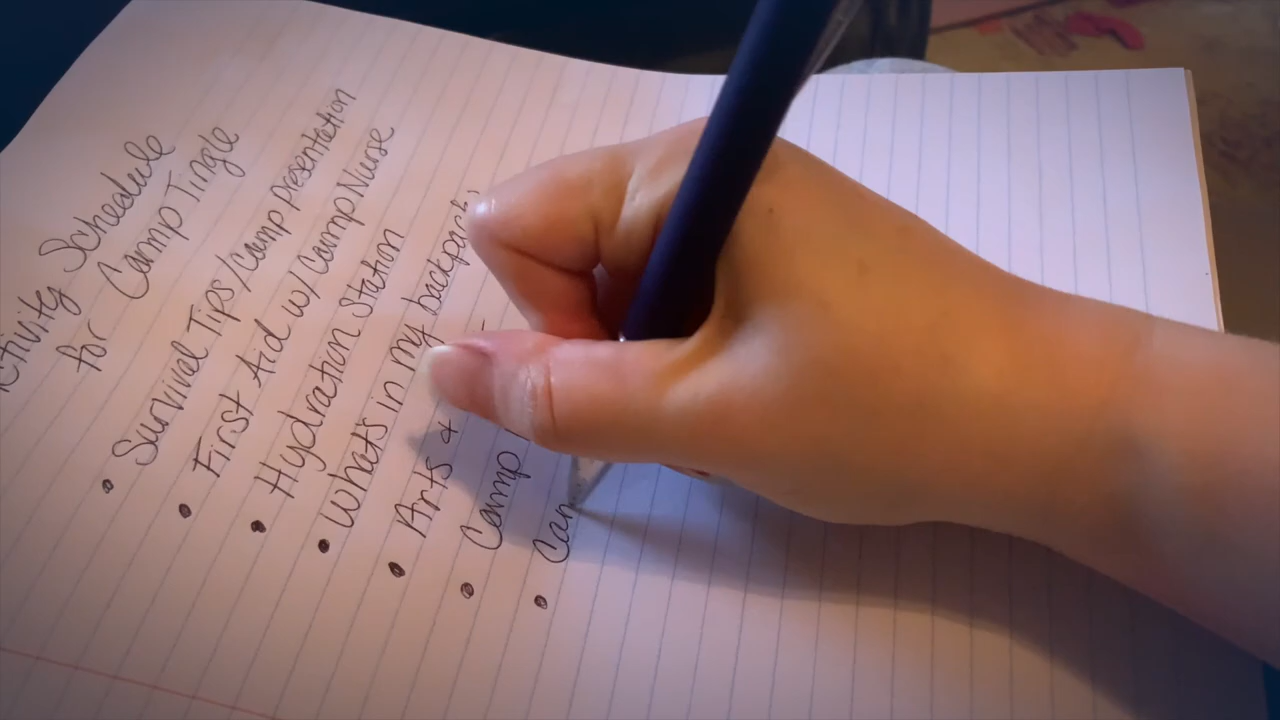 ctivity Schedule
for Camp Tingle
• Survival Tips/Camp presentation
• First Aid w/ Camp Nurse
• Hydration Station
• What's in my backpack
• Arts &
• Camp
• Can